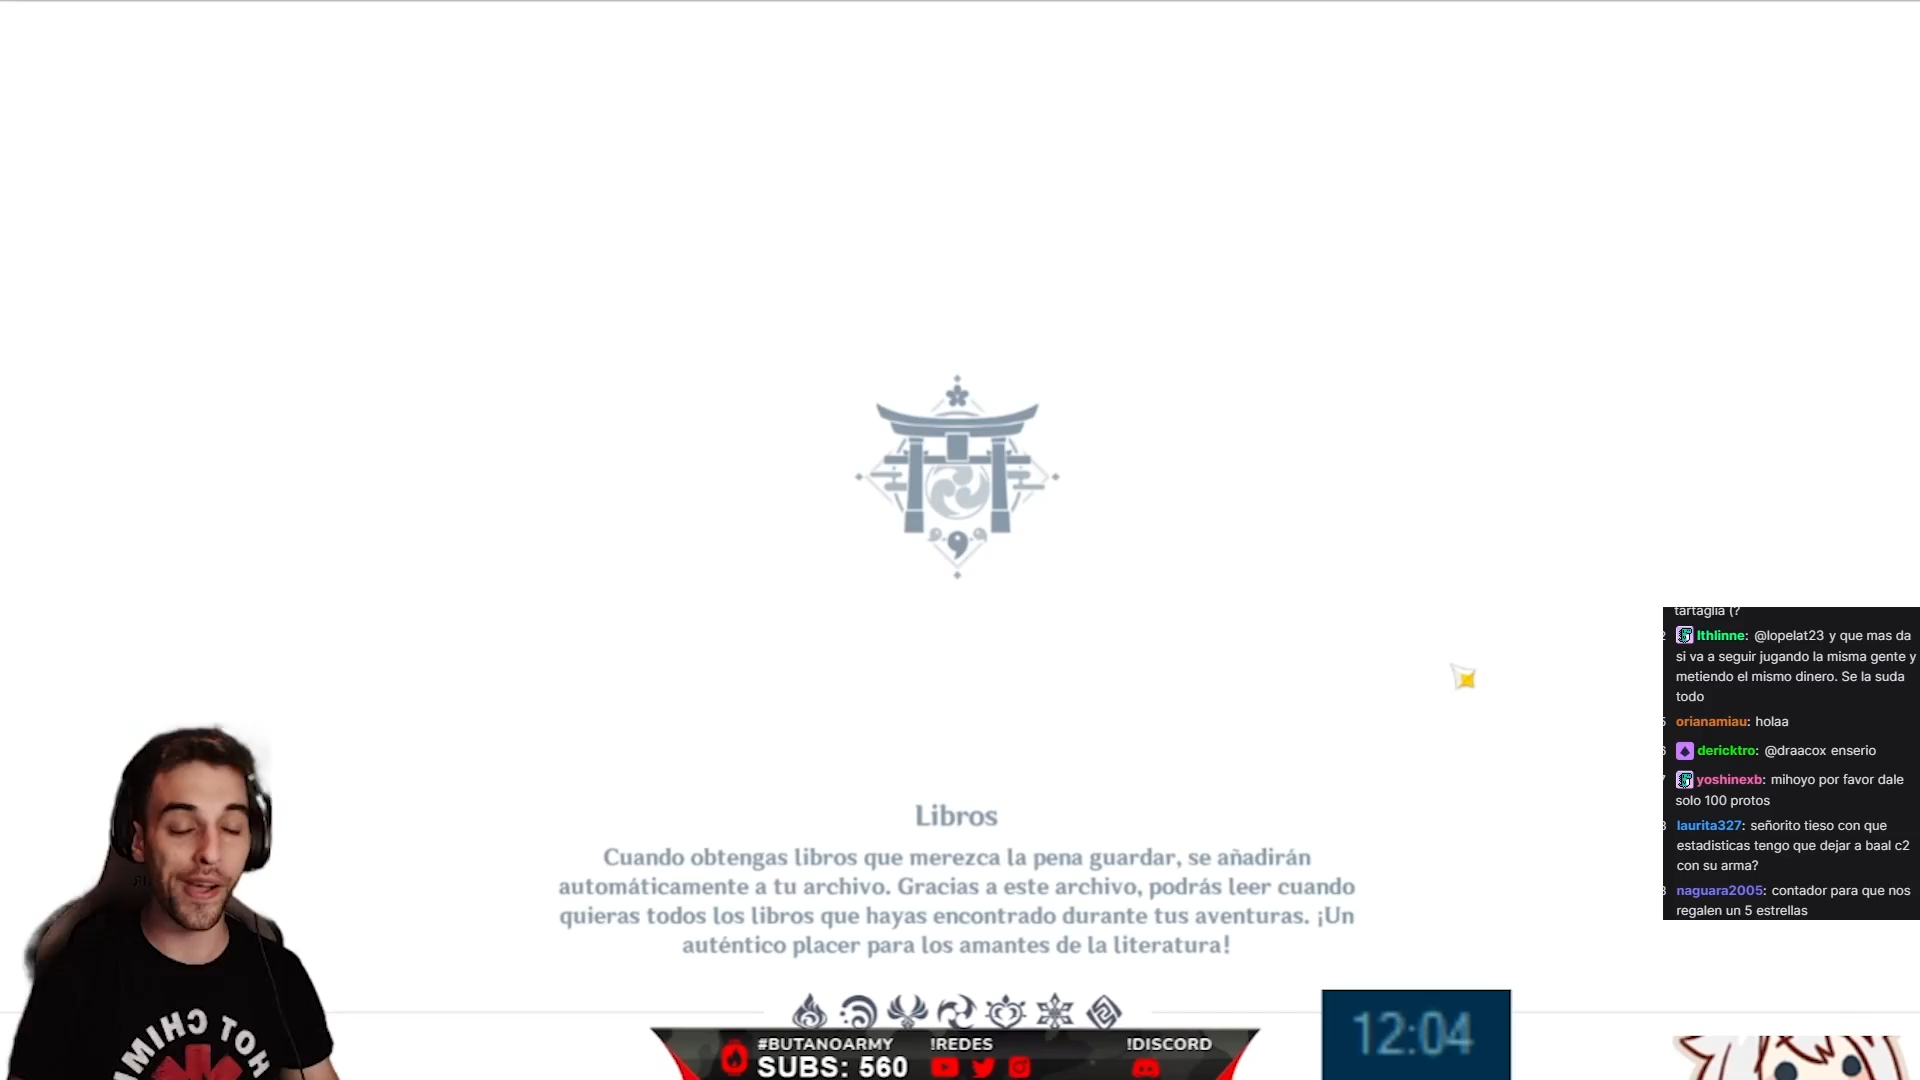 tartaglia (?
Ithlinne: @lopelat23 y que mas da
si va a seguir jugando la misma gente y
metiendo el mismo dinero. Se la suda
todo
orianamiau: holaa
dericktro: @draacox enserio
yoshinexb: mihoyo por favor dale
solo 100 protos
laurita327: señorito tieso con que
estadisticas tengo que dejar a baal c2
con su arma?
naguara2005: contador para que nos
regalen un 5 estrellas
Libros
Cuando obtengas libros que merezca la pena guardar, se añadirán
automáticamente a tu archivo. Gracias a este archivo, podrás leer cuando
quieras todos los libros que hayas encontrado durante tus aventuras. ¡Un
auténtico placer para los amantes de la literatura!
HOT CHIMI
#BUTANOARMY !REDES !DISCORD
SUBS: 560
12:04